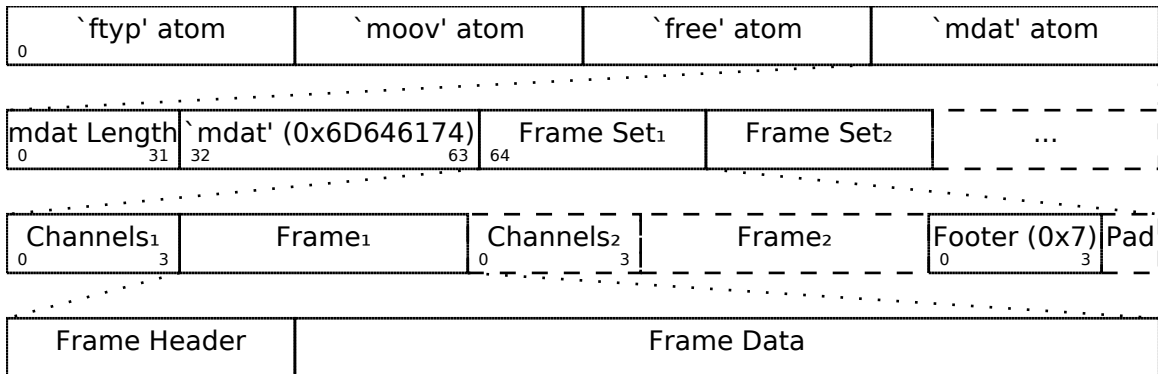 `ftyp' atom `moov' atom `free' atom `mdat' atom
0
mdat Length `mdat' (0x6D646174) Frame Set₁ Frame Set₂ ...
0 31 32 63 64
Channels₁ Frame₁ Channels₂ Frame₂ Footer (0x7) Pad
0 3 0 3 0 3
Frame Header Frame Data